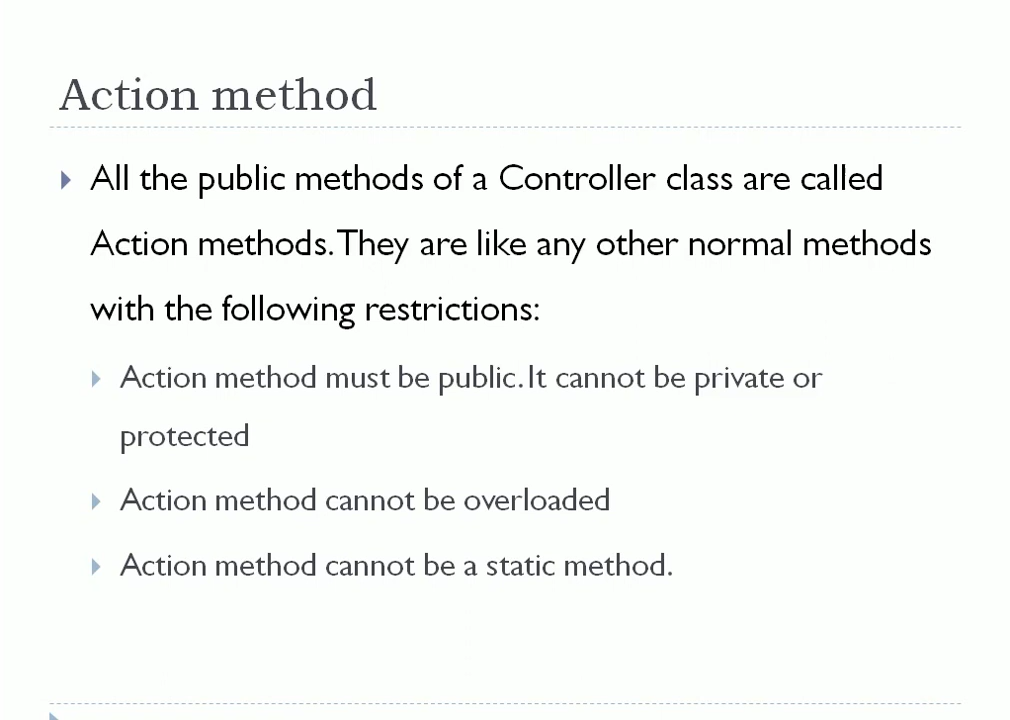 Action method
All the public methods of a Controller class are called
Action methods. They are like any other normal methods
with the following restrictions:
Action method must be public. It cannot be private or
protected
Action method cannot be overloaded
Action method cannot be a static method.